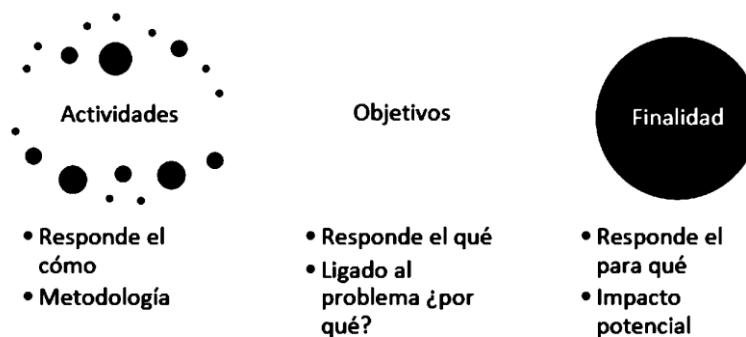 Actividades
Objetivos
Finalidad
• Responde el
cómo
• Metodología
• Responde el qué
• Ligado al
problema ¿por
qué?
• Responde el
para qué
• Impacto
potencial